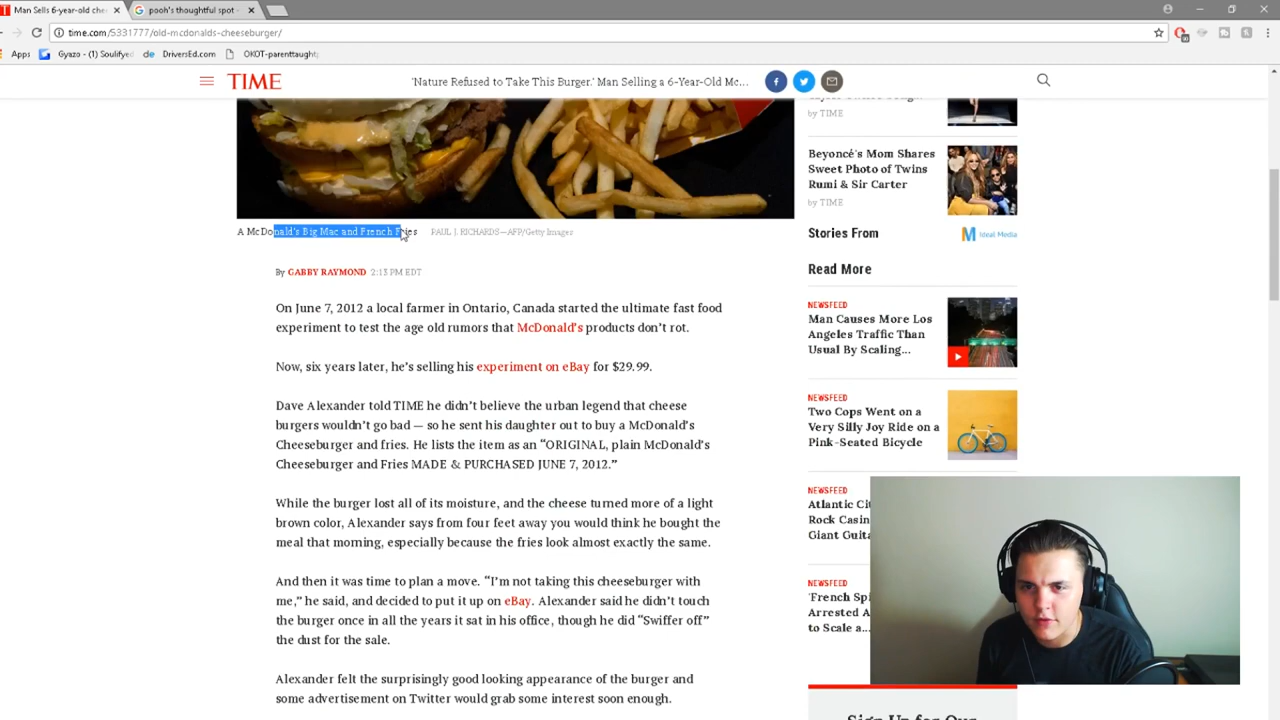 Man Sells 6-year-old che
pooh's thoughtful spot -
time.com/5331777/old-mcdonalds-cheeseburger/
Apps
Gyazo - (1) Soulifyed
de DriversEd.com
OKOT-parenttaught
TIME
'Nature Refused to Take This Burger.' Man Selling a 6-Year-Old Mc...
by TIME
Beyoncé's Mom Shares
Sweet Photo of Twins
Rumi & Sir Carter
by TIME
A McDonald's Big Mac and French Fries PAUL J. RICHARDS—AFP/Getty Images
Stories From
Ideal Media
Read More
By GABBY RAYMOND 2:13 PM EDT
On June 7, 2012 a local farmer in Ontario, Canada started the ultimate fast food
experiment to test the age old rumors that McDonald's products don't rot.
Now, six years later, he's selling his experiment on eBay for $29.99.
Dave Alexander told TIME he didn't believe the urban legend that cheese
burgers wouldn't go bad — so he sent his daughter out to buy a McDonald's
Cheeseburger and fries. He lists the item as an “ORIGINAL, plain McDonald's
Cheeseburger and Fries MADE & PURCHASED JUNE 7, 2012.”
While the burger lost all of its moisture, and the cheese turned more of a light
brown color, Alexander says from four feet away you would think he bought the
meal that morning, especially because the fries look almost exactly the same.
And then it was time to plan a move. “I'm not taking this cheeseburger with
me,” he said, and decided to put it up on eBay. Alexander said he didn't touch
the burger once in all the years it sat in his office, though he did “Swiffer off”
the dust for the sale.
Alexander felt the surprisingly good looking appearance of the burger and
some advertisement on Twitter would grab some interest soon enough.
NEWSFEED
Man Causes More Los
Angeles Traffic Than
Usual By Scaling...
NEWSFEED
Two Cops Went on a
Very Silly Joy Ride on a
Pink-Seated Bicycle
NEWSFEED
Atlantic Cit
Rock Casin
Giant Guita
NEWSFEED
'French Spi
Arrested A
to Scale a...
Sign Up for Our